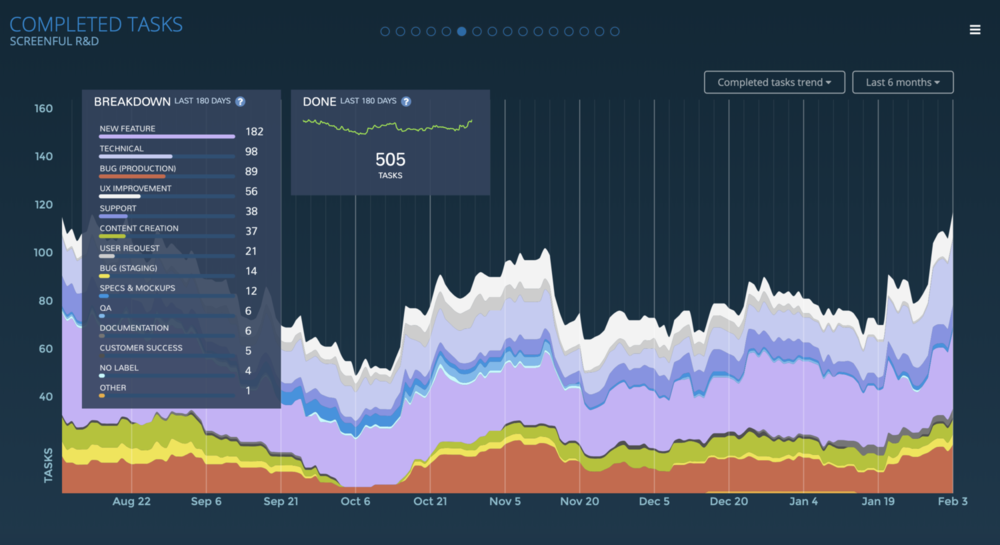 COMPLETED TASKS
SCREENFUL R&D
Completed tasks trend
Last 6 months
BREAKDOWN LAST 180 DAYS ?
NEW FEATURE 182
TECHNICAL 98
BUG (PRODUCTION) 89
UX IMPROVEMENT 56
SUPPORT 38
CONTENT CREATION 37
USER REQUEST 21
BUG (STAGING) 14
SPECS & MOCKUPS 12
QA 6
DOCUMENTATION 6
CUSTOMER SUCCESS 5
NO LABEL 4
OTHER 1
DONE LAST 180 DAYS ?
505
TASKS
160
140
120
100
80
60
40
TASKS
Aug 22 Sep 6 Sep 21 Oct 6 Oct 21 Nov 5 Nov 20 Dec 5 Dec 20 Jan 4 Jan 19 Feb 3